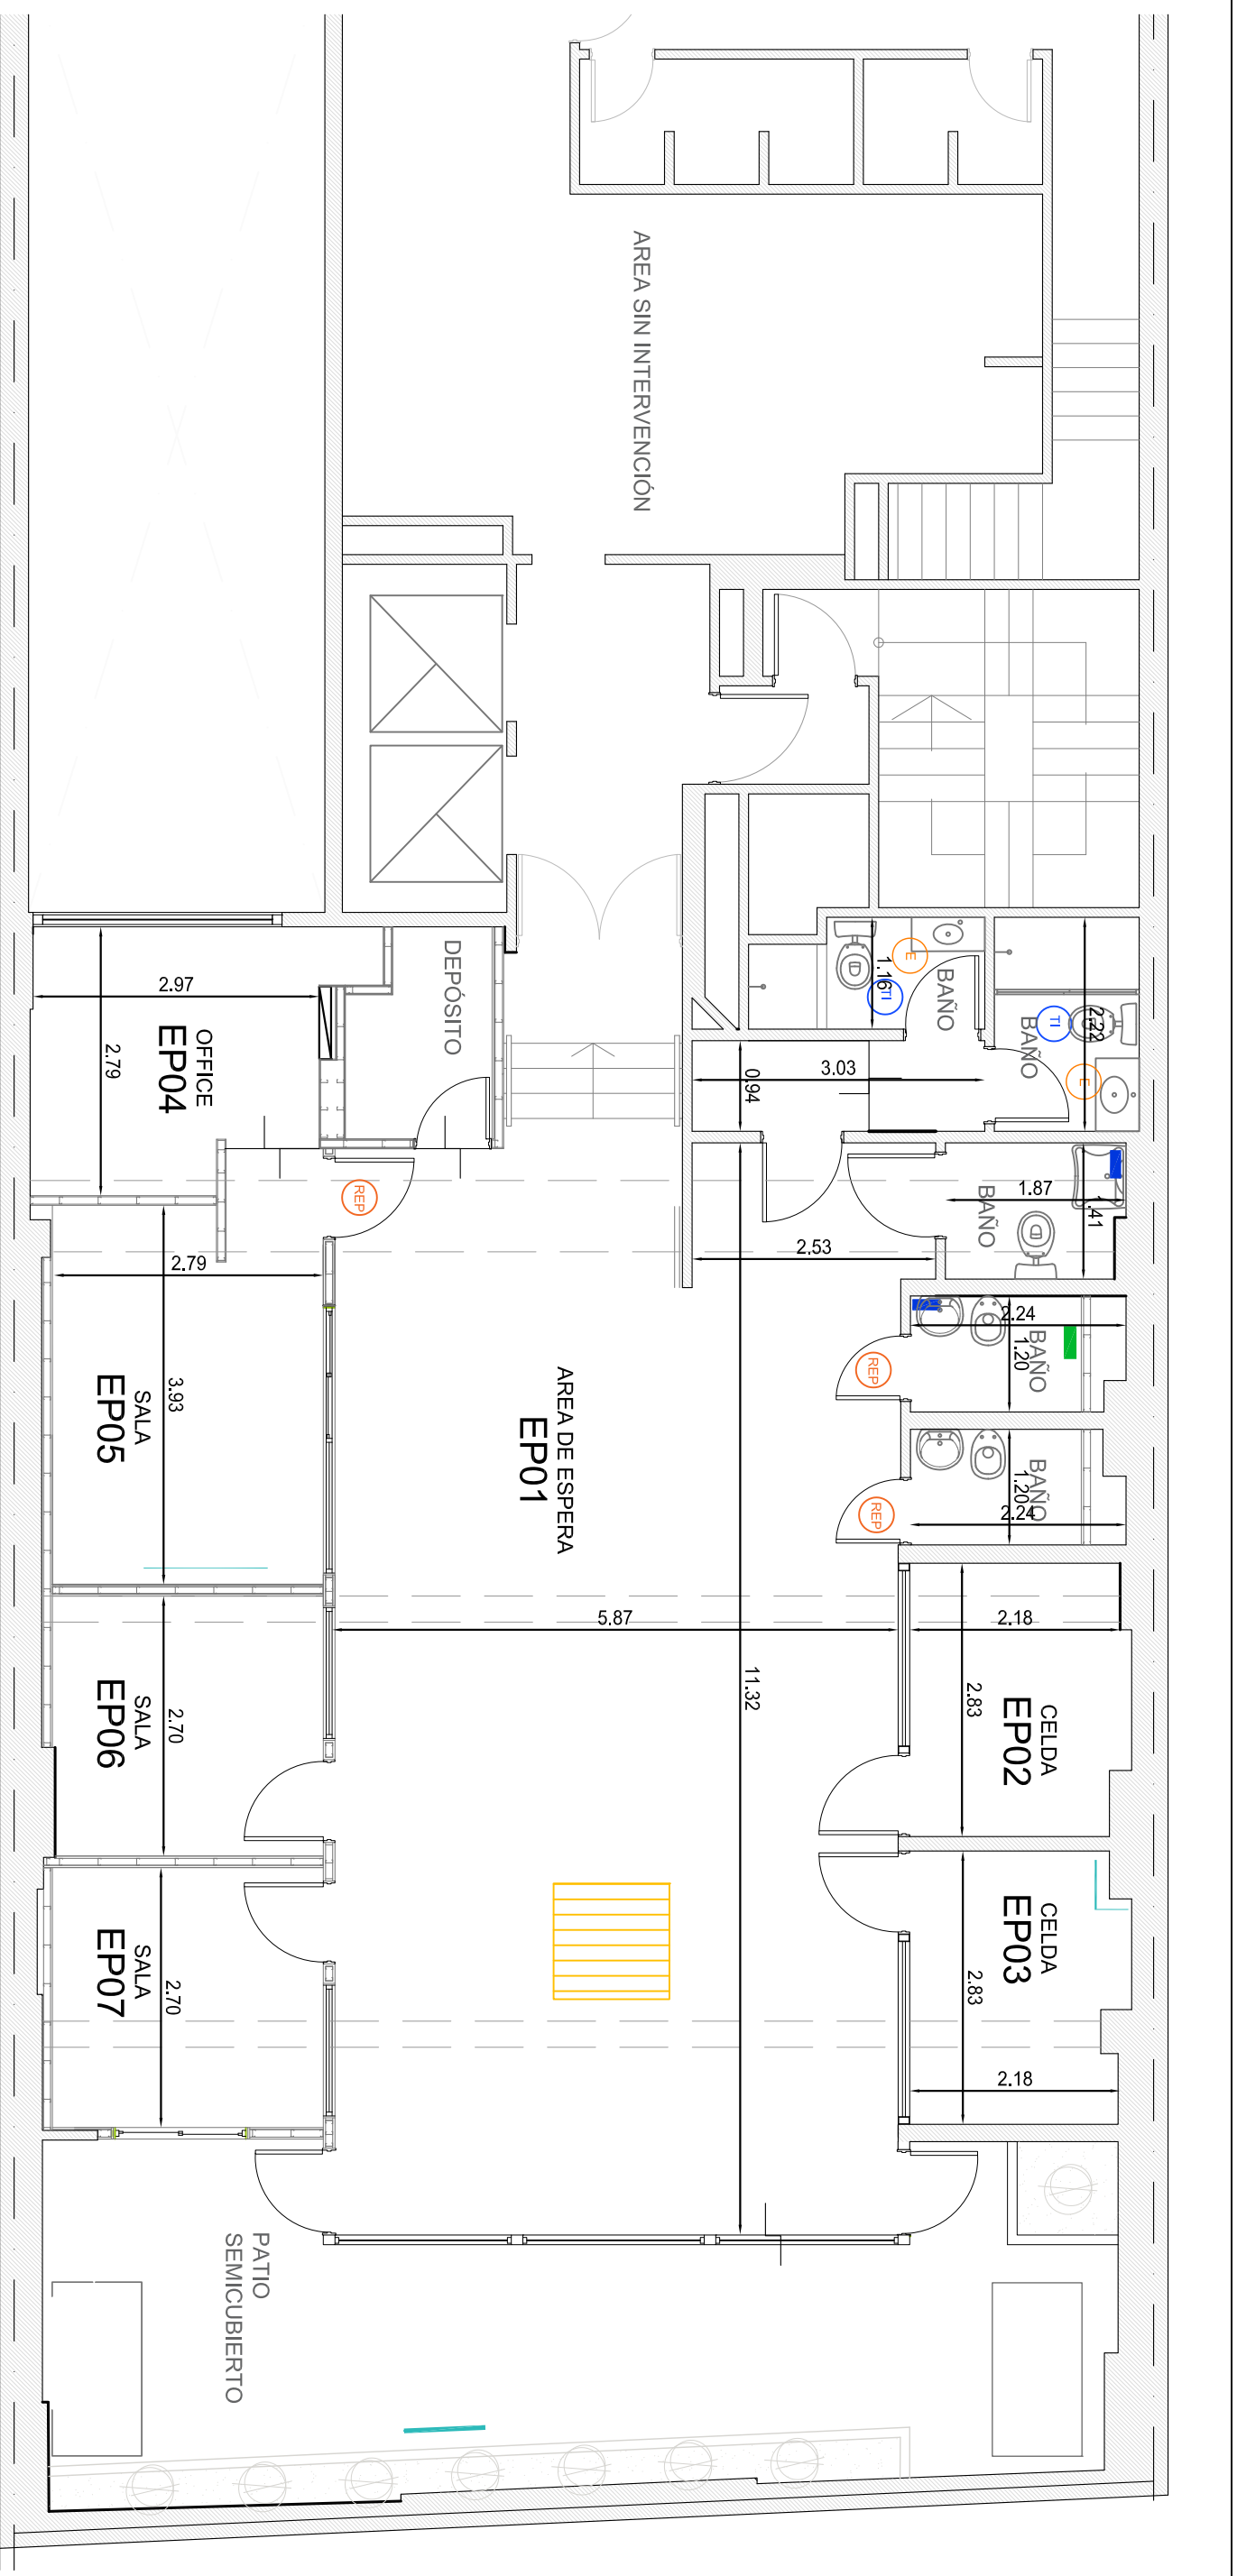 AREA SIN INTERVENCIÓN
DEPÓSITO
OFFICE
EP04
2.97
2.79
BAÑO
1.16
E
TI
BAÑO
2.22
TI
E
3.03
0.94
BAÑO
1.87
1.41
2.53
REP
BAÑO
2.24
1.20
REP
BAÑO
1.20
2.24
REP
AREA DE ESPERA
EP01
5.87
11.32
SALA
EP05
2.79
3.93
SALA
EP06
2.70
SALA
EP07
2.70
CELDA
EP02
2.18
2.83
CELDA
EP03
2.83
2.18
PATIO
SEMICUBIERTO